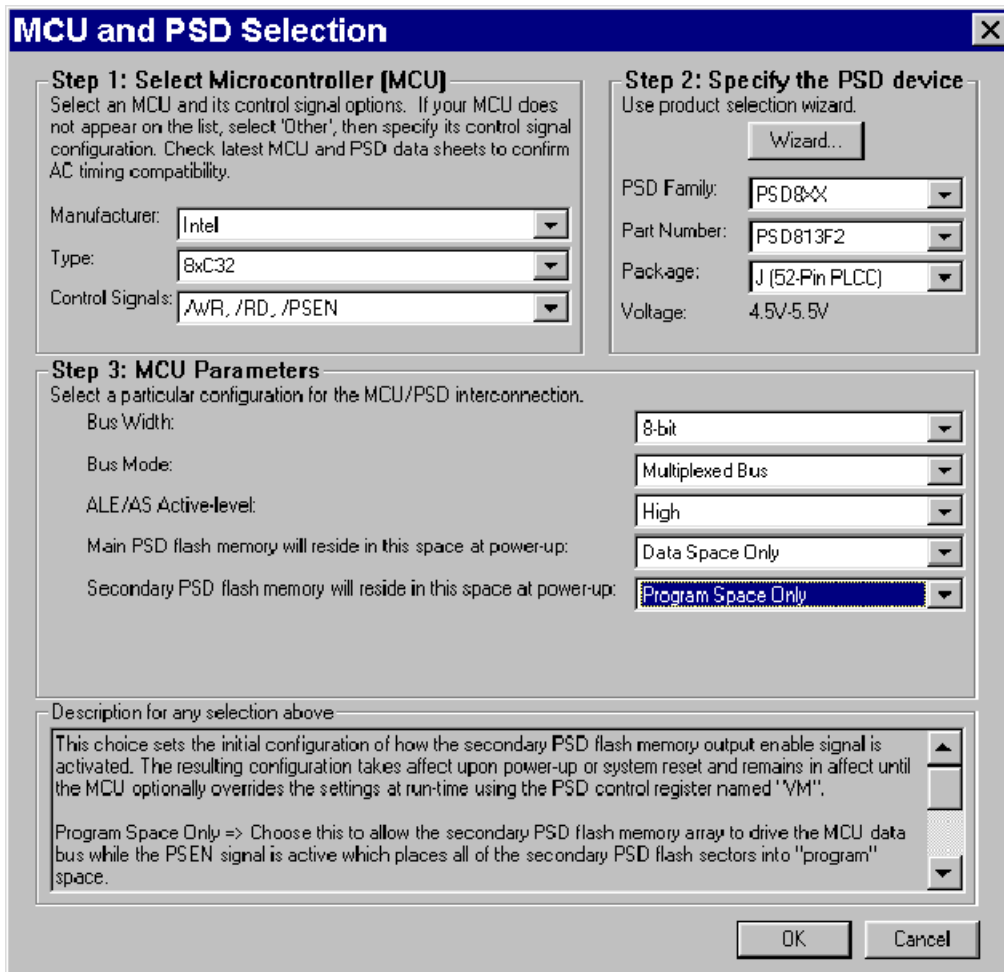 MCU and PSD Selection
Step 1: Select Microcontroller (MCU)
Select an MCU and its control signal options. If your MCU does
not appear on the list, select 'Other', then specify its control signal
configuration. Check latest MCU and PSD data sheets to confirm
AC timing compatibility.
Manufacturer: Intel
Type: 8xC32
Control Signals: /WR, /RD, /PSEN
Step 2: Specify the PSD device
Use product selection wizard.
Wizard...
PSD Family: PSD8XX
Part Number: PSD813F2
Package: J (52-Pin PLCC)
Voltage: 4.5V-5.5V
Step 3: MCU Parameters
Select a particular configuration for the MCU/PSD interconnection.
Bus Width: 8-bit
Bus Mode: Multiplexed Bus
ALE/AS Active-level: High
Main PSD flash memory will reside in this space at power-up: Data Space Only
Secondary PSD flash memory will reside in this space at power-up: Program Space Only
Description for any selection above
This choice sets the initial configuration of how the secondary PSD flash memory output enable signal is
activated. The resulting configuration takes affect upon power-up or system reset and remains in affect until
the MCU optionally overrides the settings at run-time using the PSD control register named "VM".
Program Space Only => Choose this to allow the secondary PSD flash memory array to drive the MCU data
bus while the PSEN signal is active which places all of the secondary PSD flash sectors into "program"
space.
OK
Cancel